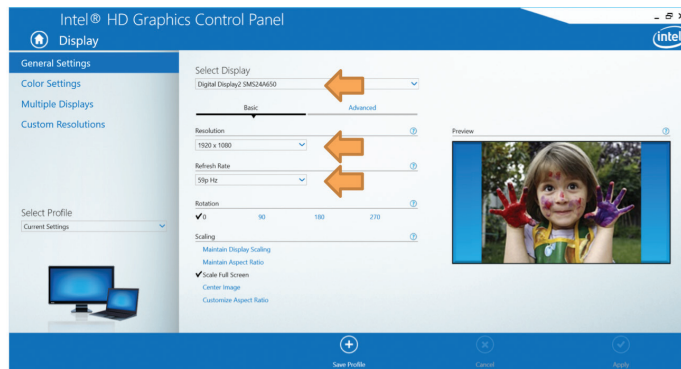 Intel® HD Graphics Control Panel
Display
intel
General Settings
Color Settings
Multiple Displays
Custom Resolutions
Select Profile
Current Settings
Select Display
Digital Display2 SMS24A650
Basic Advanced
Resolution
1920 x 1080
Refresh Rate
59p Hz
Rotation
0 90 180 270
Scaling
Maintain Display Scaling
Maintain Aspect Ratio
Scale Full Screen
Center Image
Customize Aspect Ratio
Preview
Save Profile
Cancel
Apply